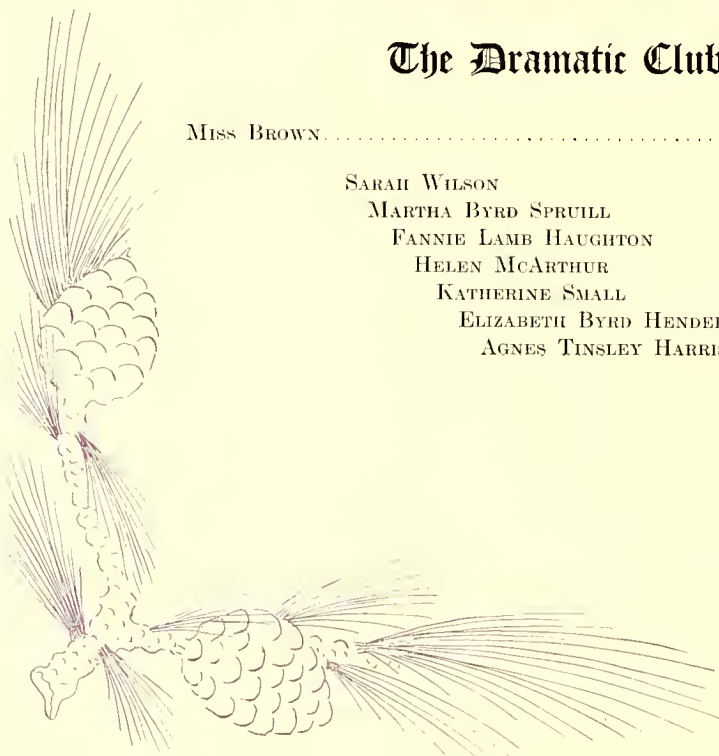 The Dramatic Club
Miss Brown........................................
Sarah Wilson
Martha Byrd Spruill
Fannie Lamb Haughton
Helen McArthur
Katherine Small
Elizabeth Byrd
Agnes Tinsley